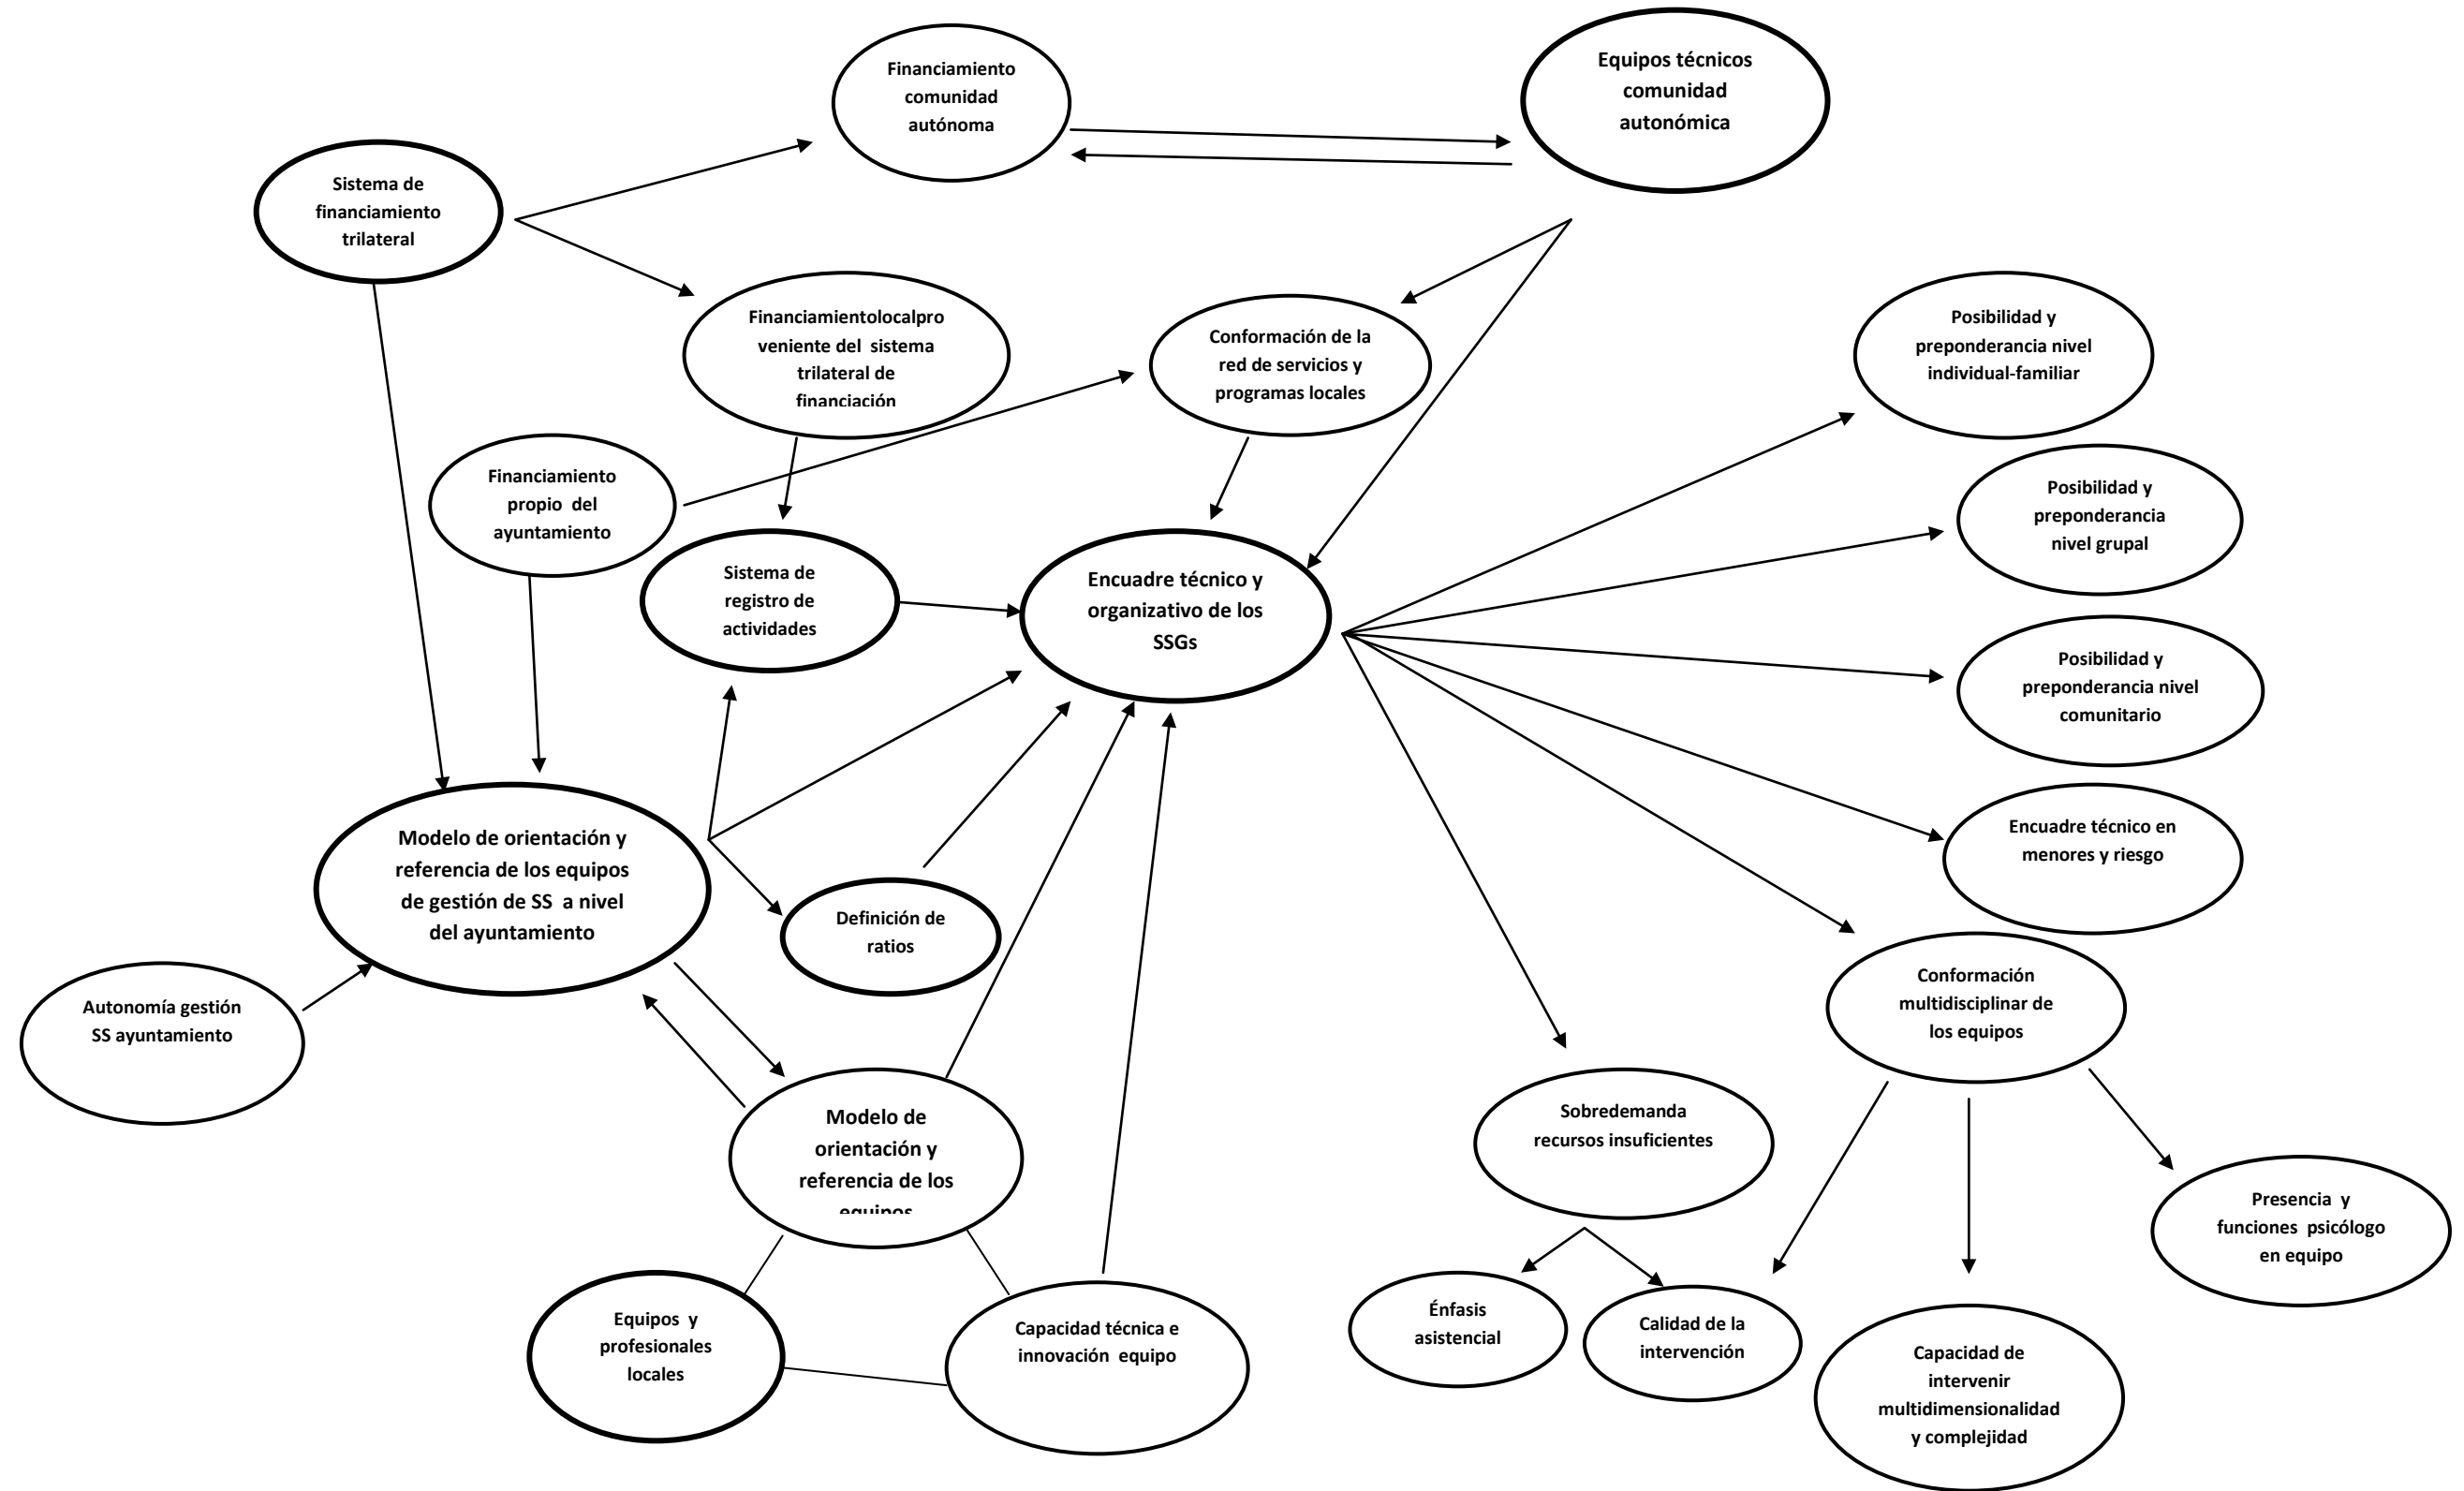 Financiamiento
comunidad
autónoma
Equipos técnicos
comunidad
autonómica
Sistema de
financiamiento
trilateral
Financiamientolocalpro
veniente del sistema
trilateral de
financiación
Conformación de la
red de servicios y
programas locales
Posibilidad y
preponderancia nivel
individual-familiar
Financiamiento
propio del
ayuntamiento
Posibilidad y
preponderancia
nivel grupal
Sistema de
registro de
actividades
Encuadre técnico y
organizativo de los
SSGs
Posibilidad y
preponderancia nivel
comunitario
Modelo de orientación y
referencia de los equipos
de gestión de SS a nivel
del ayuntamiento
Encuadre técnico en
menores y riesgo
Definición de
ratios
Autonomía gestión
SS ayuntamiento
Conformación
multidisciplinar de
los equipos
Modelo de
orientación y
referencia de los
equipos
Sobredemanda
recursos insuficientes
Presencia y
funciones psicólogo
en equipo
Equipos y
profesionales
locales
Capacidad técnica e
innovación equipo
Énfasis
asistencial
Calidad de la
intervención
Capacidad de
intervenir
multidimensionalidad
y complejidad